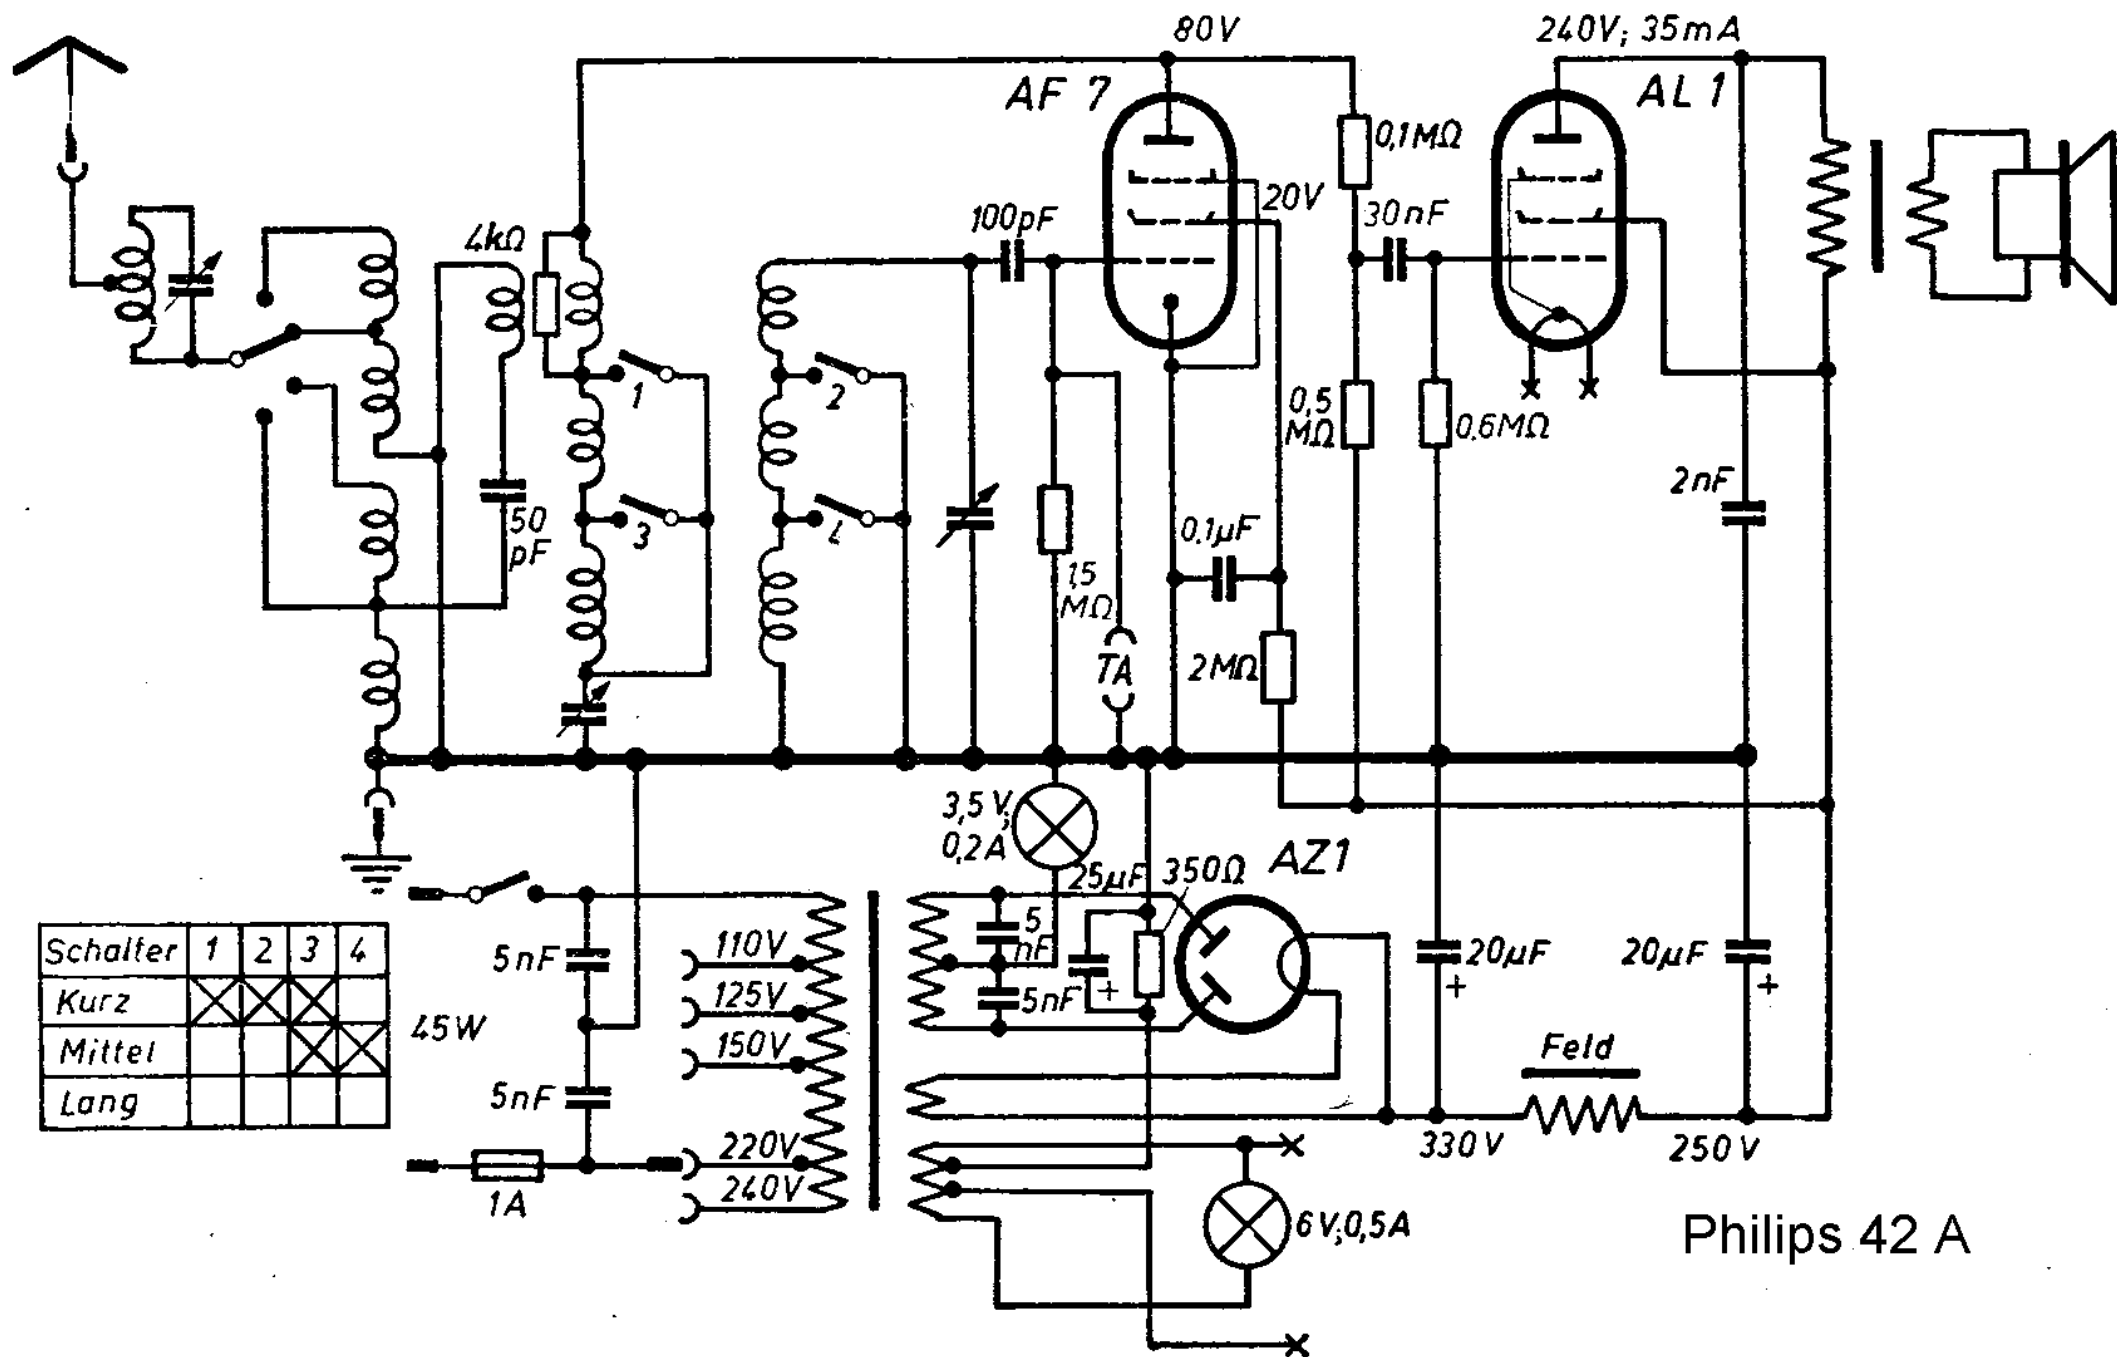 80V
240V; 35mA
AF 7
AL 1
0,1MΩ
20V
100pF
30nF
4kΩ
1
2
0,5
MΩ
0,6MΩ
2nF
50
pF
3
4
0,1µF
1,5
MΩ
TA
2MΩ
3,5V;
0,2A
AZ1
25µF
350Ω
5
nF
5nF
Schalter 1 2 3 4
Kurz
Mittel
Lang
5nF
110V
125V
150V
45W
5nF
220V
240V
1A
20µF
+
20µF
+
+
Feld
330V
250V
6V;0,5A
Philips 42 A